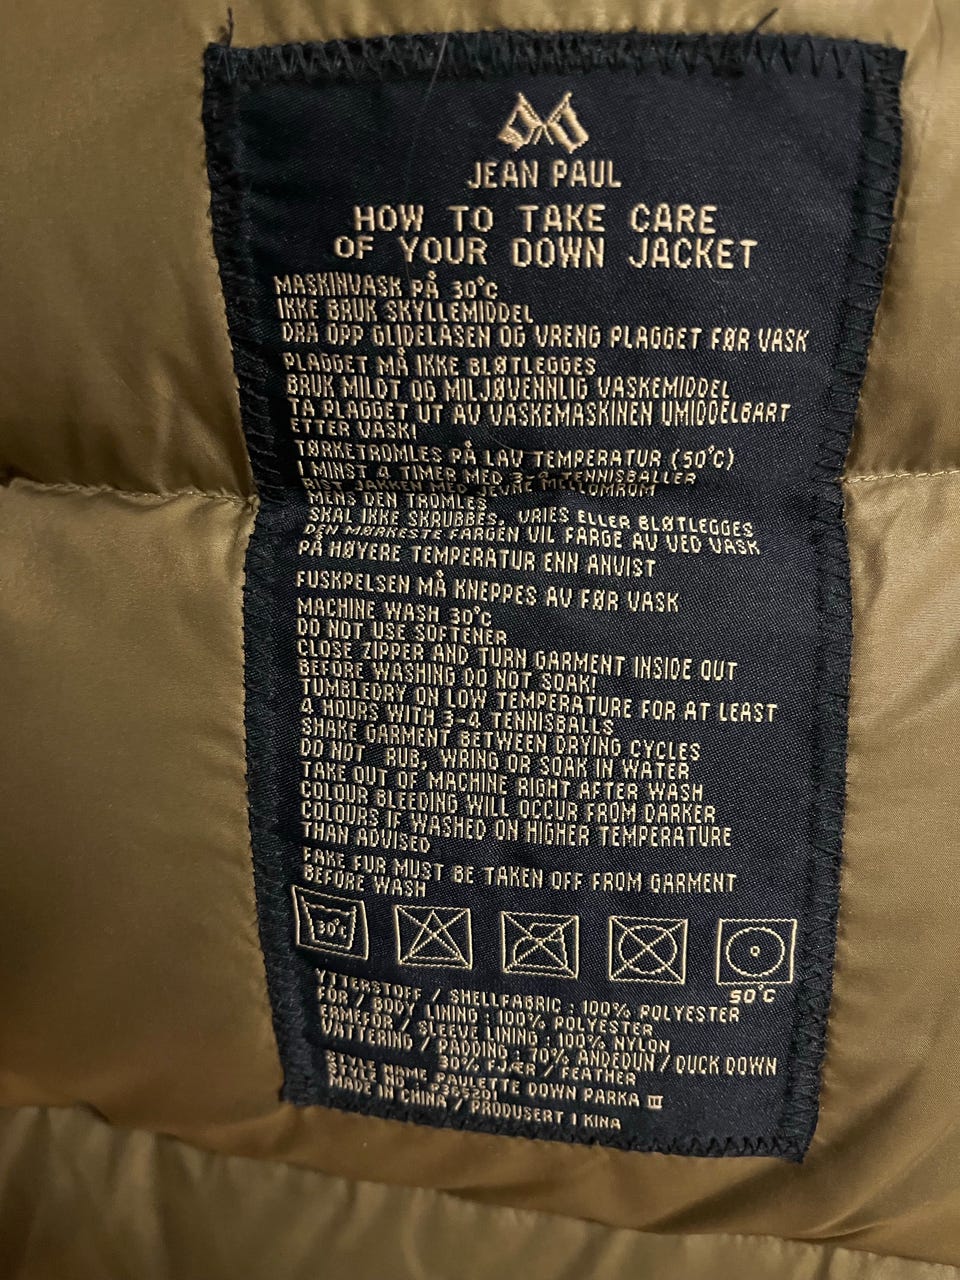 JEAN PAUL
HOW TO TAKE CARE
OF YOUR DOWN JACKET
MASKINVASK PÅ 30°C
IKKE BRUK SKYLLEMIDDEL
DRA OPP GLIDELÅSEN OG VRENG PLAGGET FØR VASK
PLAGGET MÅ IKKE BLØTLEGGES
BRUK MILDT OG MILJØVENNLIG VASKEMIDDEL
TA PLAGGET UT AV VASKEMASKINEN UMIDDELBART
ETTER VASK!
TØRKETROMLES PÅ LAV TEMPERATUR (50°C)
I MINST 4 TIMER MED 3-4 TENNISBALLER
RIST JAKKEN MED JEVNE MELLOMROM
MENS DEN TROMLES
SKAL IKKE SKRUBBES, VRIES ELLER BLØTLEGGES
DEN MØRKESTE FARGEN VIL FARGE AV VED VASK
PÅ HØYERE TEMPERATUR ENN ANVIST
FUSKPELSEN MÅ KNEPPES AV FØR VASK
MACHINE WASH 30°C
DO NOT USE SOFTENER
CLOSE ZIPPER AND TURN GARMENT INSIDE OUT
BEFORE WASHING DO NOT SOAK!
TUMBLEDRY ON LOW TEMPERATURE FOR AT LEAST
4 HOURS WITH 3-4 TENNISBALLS
SHAKE GARMENT BETWEEN DRYING CYCLES
DO NOT RUB, WRING OR SOAK IN WATER
TAKE OUT OF MACHINE RIGHT AFTER WASH
COLOUR BLEEDING WILL OCCUR FROM DARKER
COLOURS IF WASHED ON HIGHER TEMPERATURE
THAN ADVISED
FAKE FUR MUST BE TAKEN OFF FROM GARMENT
BEFORE WASH
30°C
50°C
YTTERSTOFF / SHELLFABRIC : 100% POLYESTER
FÔR / BODY LINING : 100% POLYESTER
ERMEFÔR / SLEEVE LINING : 100% NYLON
VATTERING / PADDING : 70% ANDEDUN / DUCK DOWN
30% FJÆR / FEATHER
STYLE NAME PAULETTE DOWN PARKA III
STYLE NO.
MADE IN CHINA / PRODUSERT I KINA